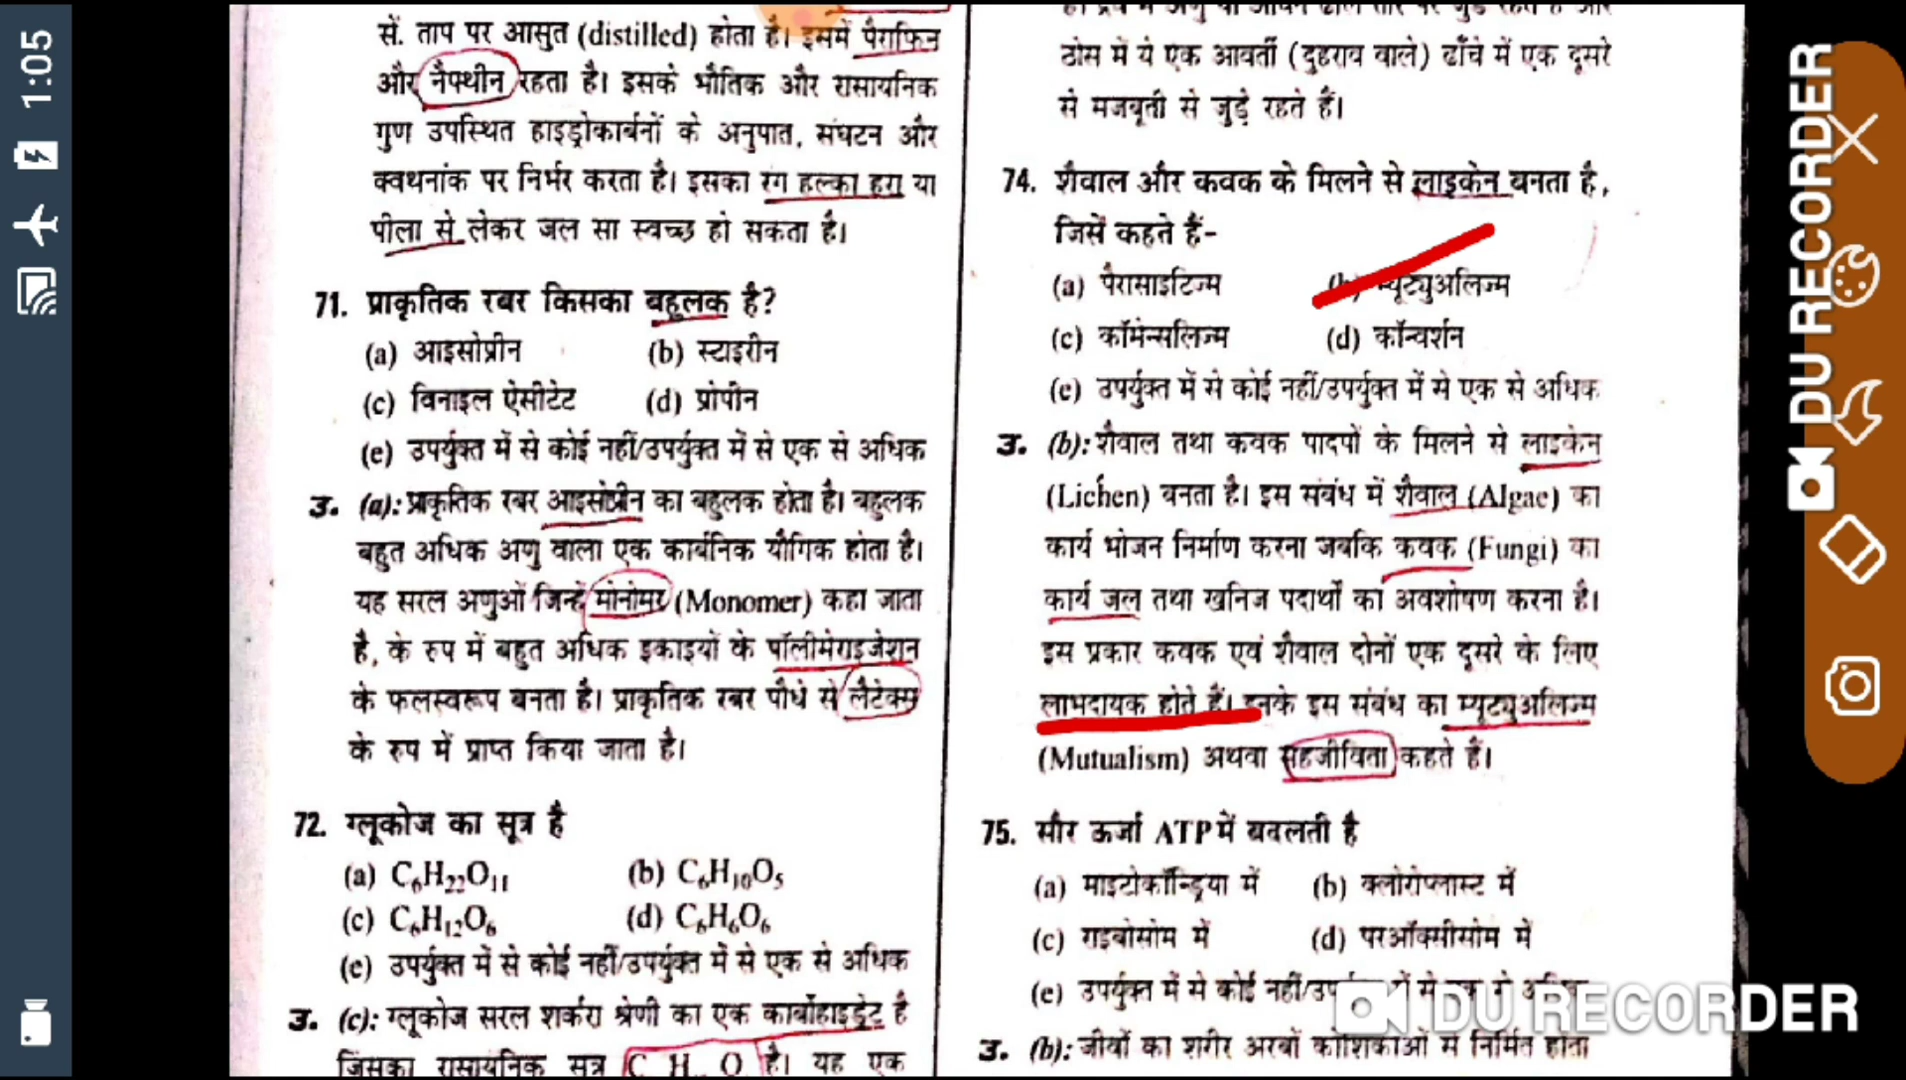 1:05
सें. ताप पर आसुत (distilled) होता है। इसमें पैराफिन
और नैफ्थीन रहता है। इसके भौतिक और रासायनिक
गुण उपस्थित हाइड्रोकार्बनों के अनुपात, संघटन और
क्वथनांक पर निर्भर करता है। इसका रंग हल्का हरा या
पीला से लेकर जल सा स्वच्छ हो सकता है।
71. प्राकृतिक रबर किसका बहुलक है?
(a) आइसोप्रीन (b) स्टाइरीन
(c) विनाइल ऐसीटेट (d) प्रोपीन
(e) उपर्युक्त में से कोई नहीं/उपर्युक्त में से एक से अधिक
उ. (a): प्राकृतिक रबर आइसोप्रीन का बहुलक होता है। बहुलक
बहुत अधिक अणु वाला एक कार्बनिक यौगिक होता है।
यह सरल अणुओं जिन्हें मोनोमर (Monomer) कहा जाता
है, के रुप में बहुत अधिक इकाइयों के पॉलीमेराइजेशन
के फलस्वरूप बनता है। प्राकृतिक रबर पौधे से लैटेक्स
के रुप में प्राप्त किया जाता है।
72. ग्लूकोज का सूत्र है
(a) C₆H₂₂O₁₁ (b) C₆H₁₀O₅
(c) C₆H₁₂O₆ (d) C₆H₆O₆
(e) उपर्युक्त में से कोई नहीं/उपर्युक्त में से एक से अधिक
उ. (c): ग्लूकोज सरल शर्करा श्रेणी का एक कार्बोहाइड्रेट है
जिसका रासायनिक सूत्र C H O है। यह एक
ठोस में ये एक आवर्ती (दुहराव वाले) ढाँचे में एक दूसरे
से मजबूती से जुड़े रहते हैं।
74. शैवाल और कवक के मिलने से लाइकेन बनता है,
जिसे कहते हैं-
(a) पैरासाइटिज्म (b) म्यूट्युअलिज्म
(c) कॉमेन्सलिज्म (d) कॉन्वर्शन
(e) उपर्युक्त में से कोई नहीं/उपर्युक्त में से एक से अधिक
उ. (b): शैवाल तथा कवक पादपों के मिलने से लाइकेन
(Lichen) बनता है। इस संबंध में शैवाल (Algae) का
कार्य भोजन निर्माण करना जबकि कवक (Fungi) का
कार्य जल तथा खनिज पदार्थों का अवशोषण करना है।
इस प्रकार कवक एवं शैवाल दोनों एक दूसरे के लिए
लाभदायक होते हैं। इनके इस संबंध का म्यूट्युअलिज्म
(Mutualism) अथवा सहजीविता कहते हैं।
75. सौर ऊर्जा ATP में बदलती है
(a) माइटोकॉन्ड्रिया में (b) क्लोरोप्लास्ट में
(c) राइबोसोम में (d) परऑक्सीसोम में
(e) उपर्युक्त में से कोई नहीं
उ. (b): जीवों का शरीर अरबों कोशिकाओं से निर्मित होता
DU RECORDER
DU RECORDER